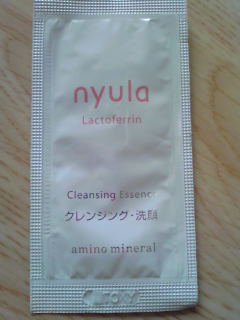 nyula
Lactoferrin
Cleansing Essence
クレンジング・洗顔
amino mineral